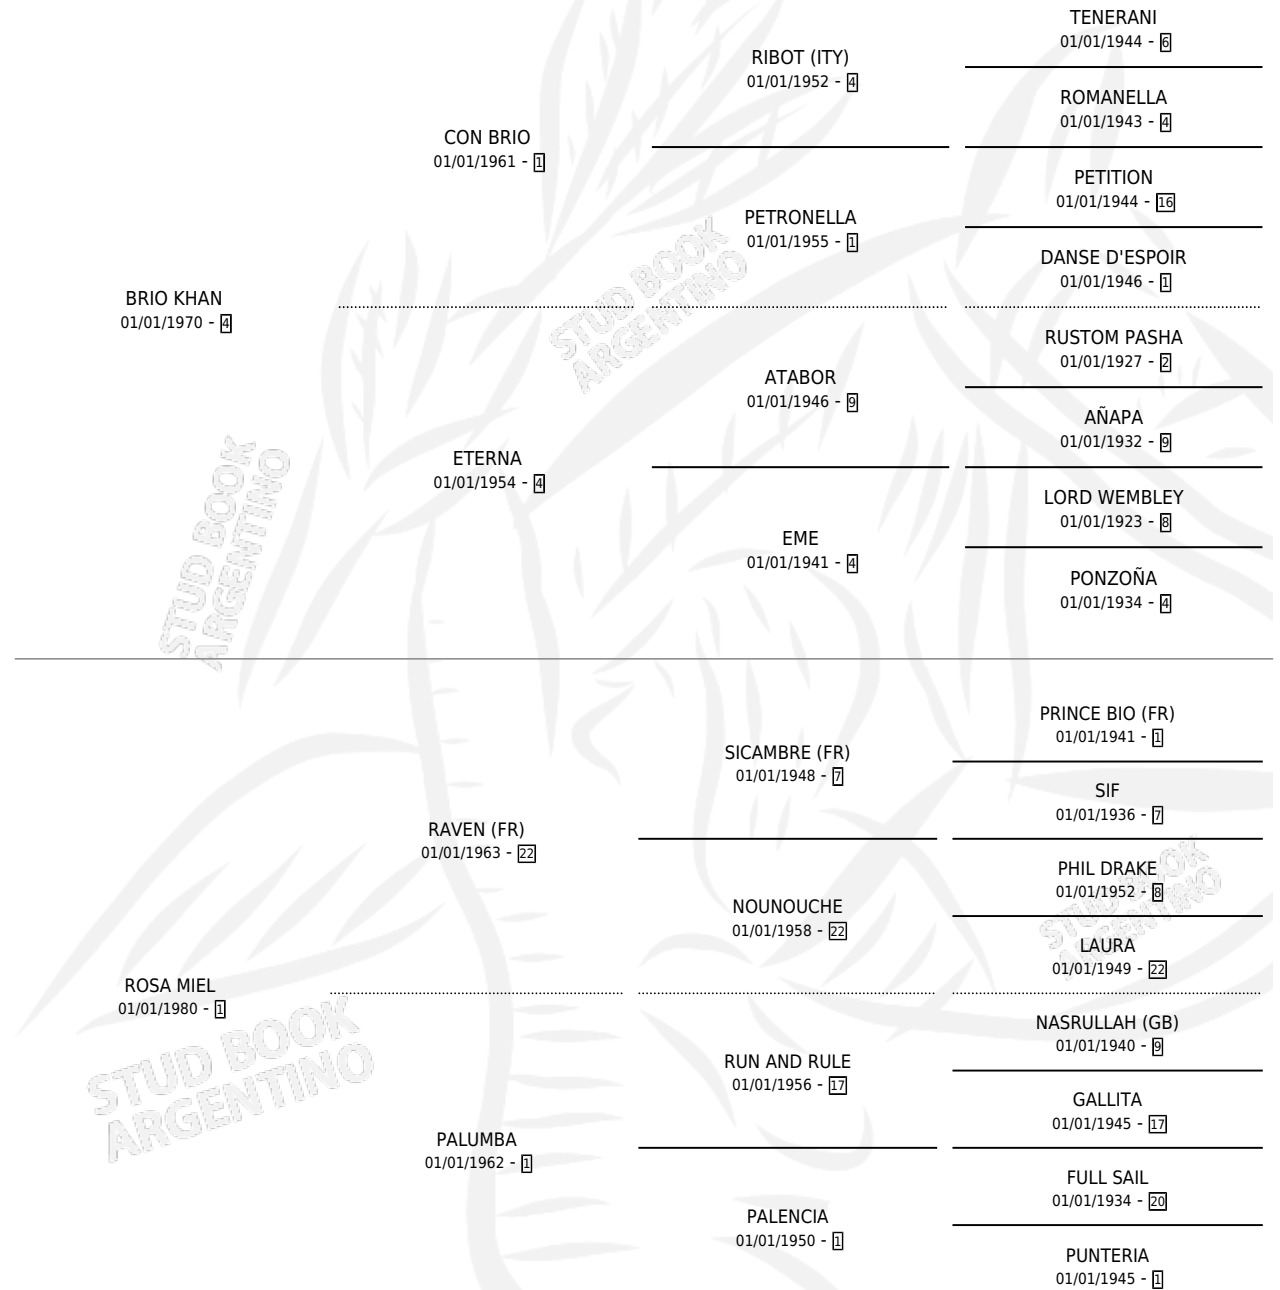 TENERANI
01/01/1944 - 6
RIBOT (ITY)
01/01/1952 - 4
ROMANELLA
01/01/1943 - 4
CON BRIO
01/01/1961 - 1
PETITION
01/01/1944 - 16
PETRONELLA
01/01/1955 - 1
DANSE D'ESPOIR
01/01/1946 - 1
BRIO KHAN
01/01/1970 - 4
STUD BOOK
ARGENTINO
RUSTOM PASHA
01/01/1927 - 2
ATABOR
01/01/1946 - 9
AÑAPA
01/01/1932 - 9
ETERNA
01/01/1954 - 4
LORD WEMBLEY
01/01/1923 - 8
EME
01/01/1941 - 4
PONZOÑA
01/01/1934 - 4
STUD BOOK
ARGENTINO
PRINCE BIO (FR)
01/01/1941 - 1
SICAMBRE (FR)
01/01/1948 - 7
SIF
01/01/1936 - 7
RAVEN (FR)
01/01/1963 - 22
PHIL DRAKE
01/01/1952 - 8
NOUNOUCHE
01/01/1958 - 22
LAURA
01/01/1949 - 22
STUD BOOK
ARGENTINO
ROSA MIEL
01/01/1980 - 1
NASRULLAH (GB)
01/01/1940 - 9
RUN AND RULE
01/01/1956 - 17
GALLITA
01/01/1945 - 17
STUD BOOK
ARGENTINO
PALUMBA
01/01/1962 - 1
FULL SAIL
01/01/1934 - 20
PALENCIA
01/01/1950 - 1
PUNTERIA
01/01/1945 - 1